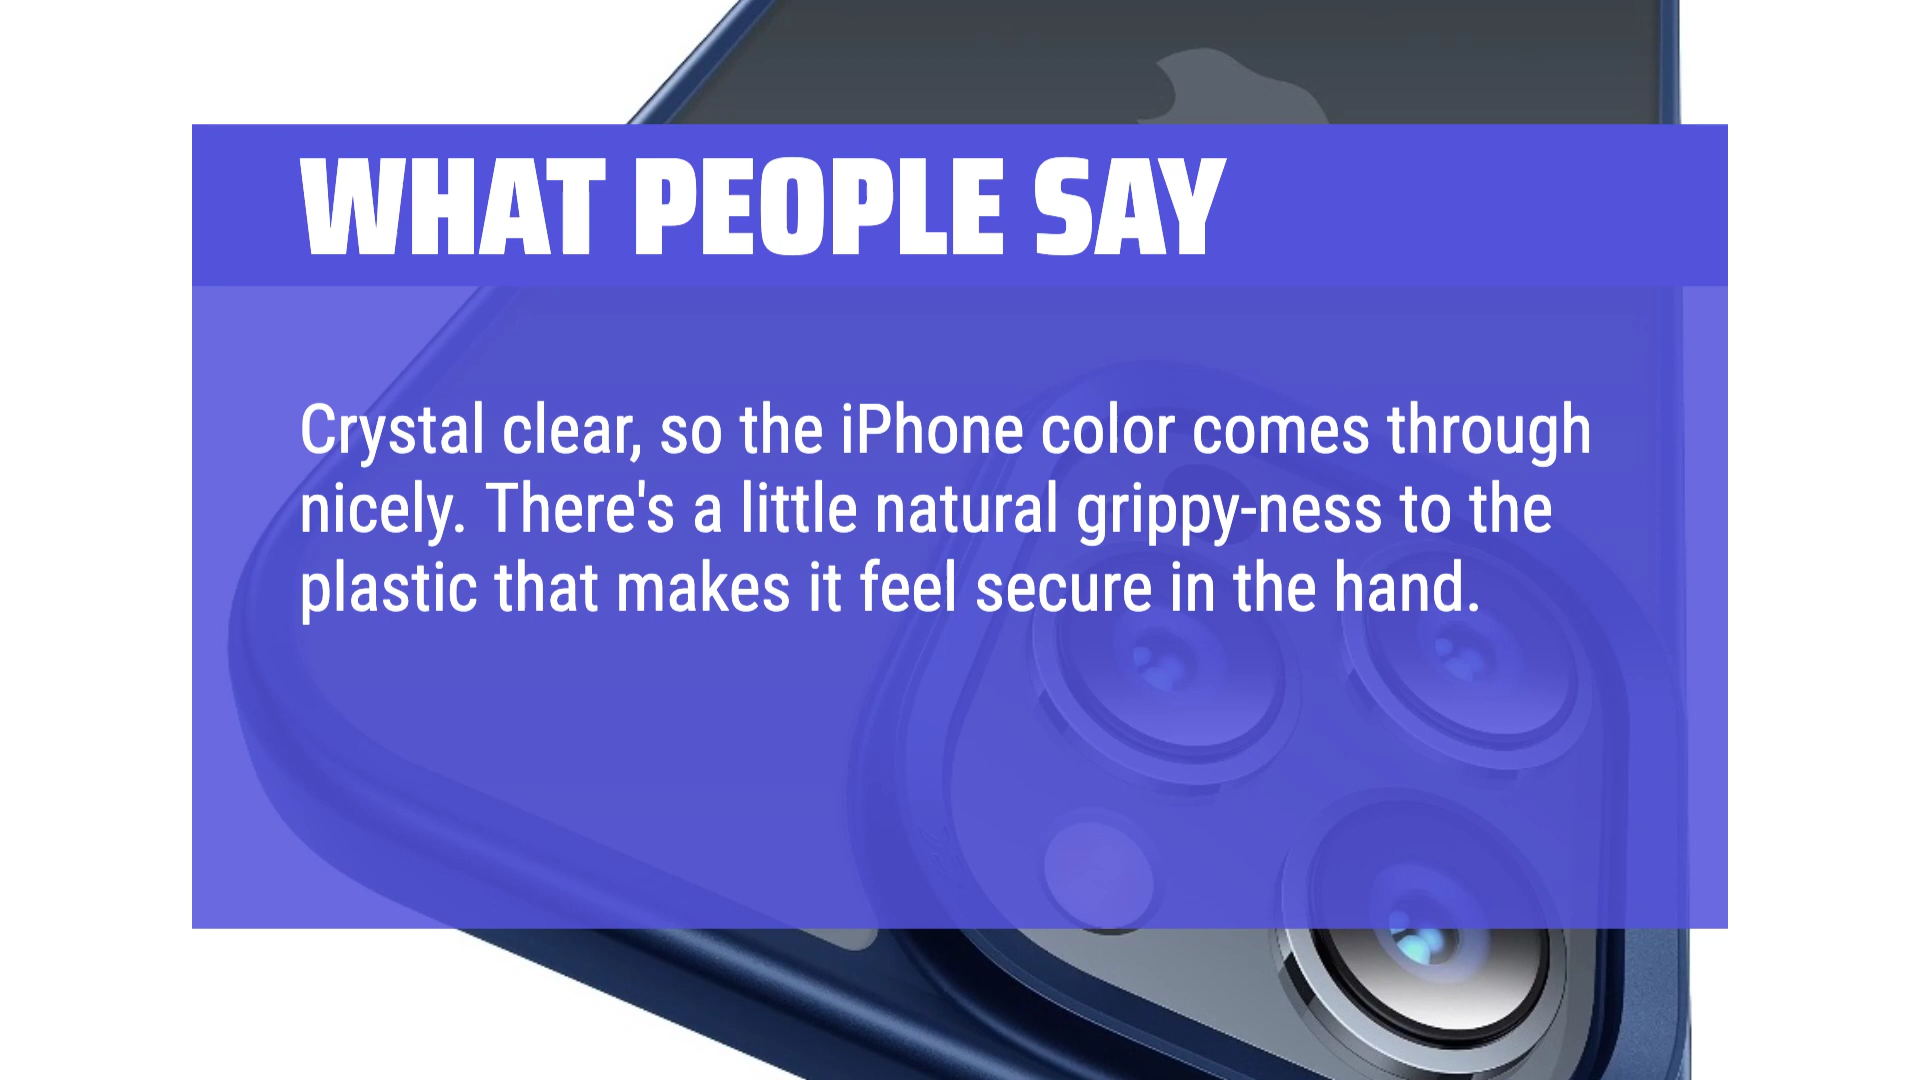 WHAT PEOPLE SAY
Crystal clear, so the iPhone color comes through
nicely. There's a little natural grippy-ness to the
plastic that makes it feel secure in the hand.